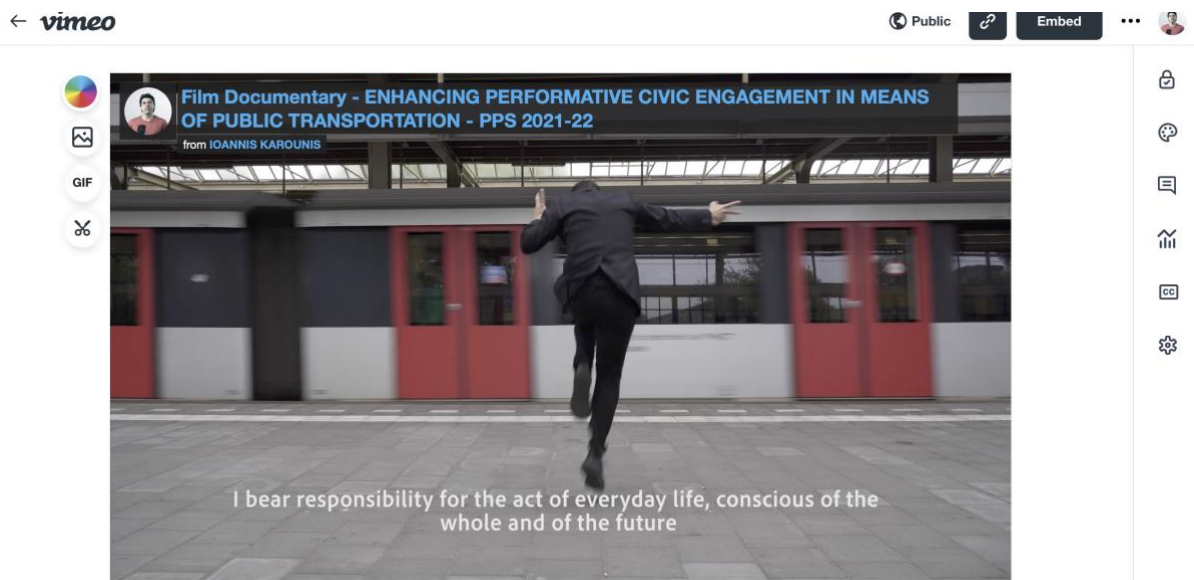 vimeo
Public
Embed
Film Documentary - ENHANCING PERFORMATIVE CIVIC ENGAGEMENT IN MEANS
OF PUBLIC TRANSPORTATION - PPS 2021-22
from IOANNIS KAROUNIS
GIF
CC
I bear responsibility for the act of everyday life, conscious of the
whole and of the future